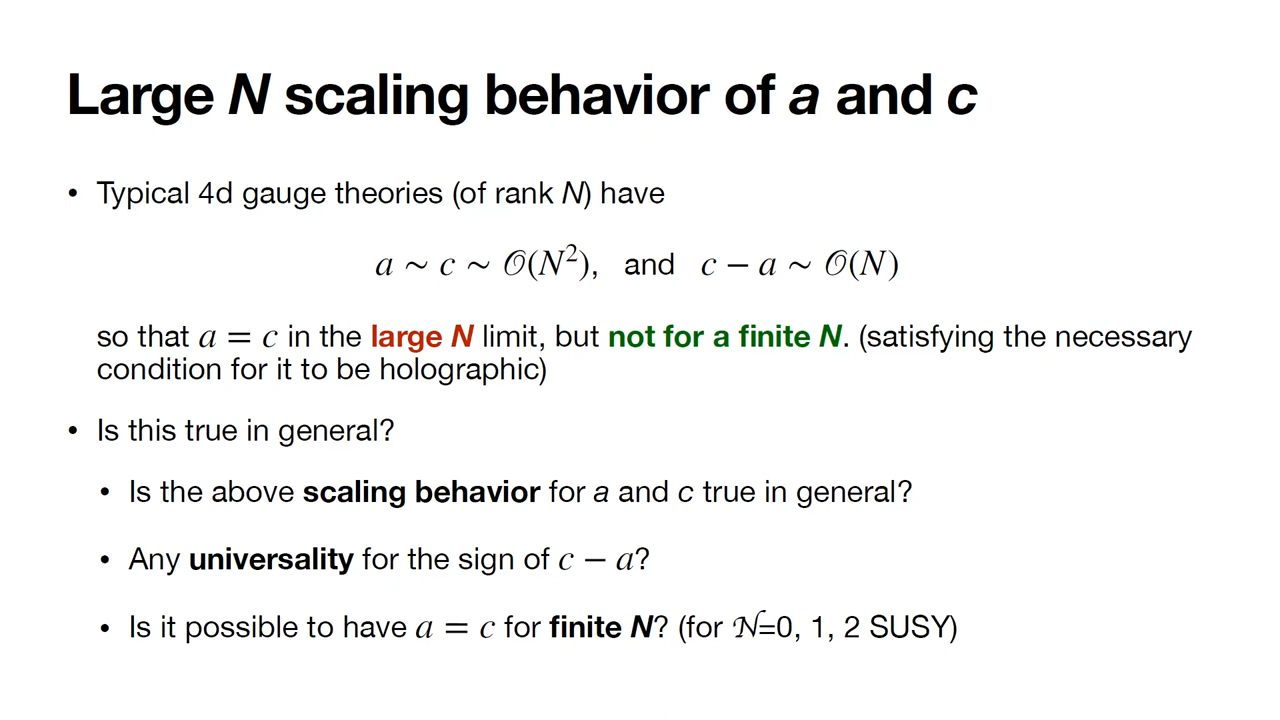 Large N scaling behavior of a and c
• Typical 4d gauge theories (of rank N) have
a ∼ c ∼ 𝒪(N²), and c − a ∼ 𝒪(N)
so that a = c in the large N limit, but not for a finite N. (satisfying the necessary
condition for it to be holographic)
• Is this true in general?
• Is the above scaling behavior for a and c true in general?
• Any universality for the sign of c − a?
• Is it possible to have a = c for finite N? (for 𝒩=0, 1, 2 SUSY)